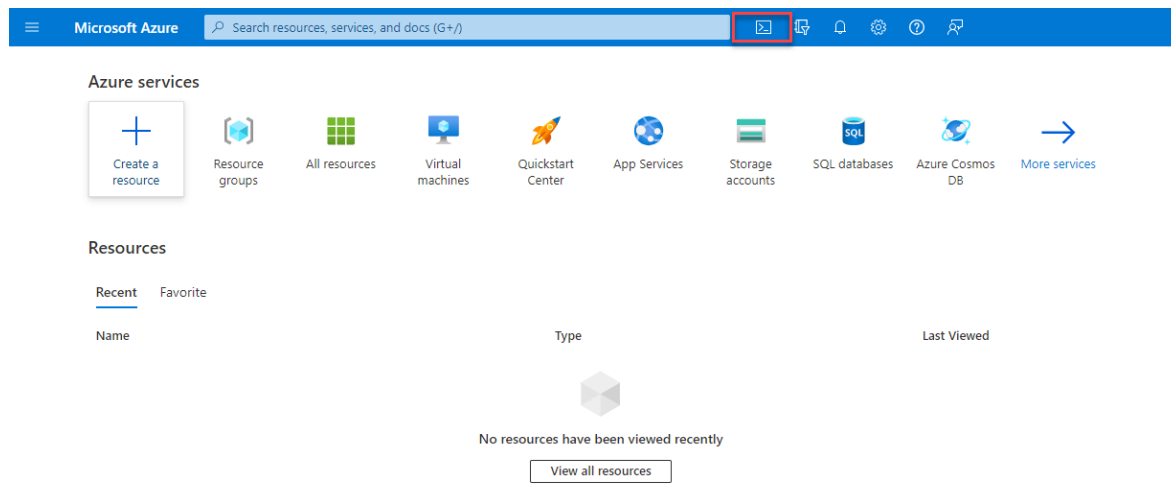 Microsoft Azure
Search resources, services, and docs (G+/)
Azure services
Create a resource
Resource groups
All resources
Virtual machines
Quickstart Center
App Services
Storage accounts
SQL
SQL databases
Azure Cosmos DB
More services
Resources
Recent Favorite
Name Type Last Viewed
No resources have been viewed recently
View all resources